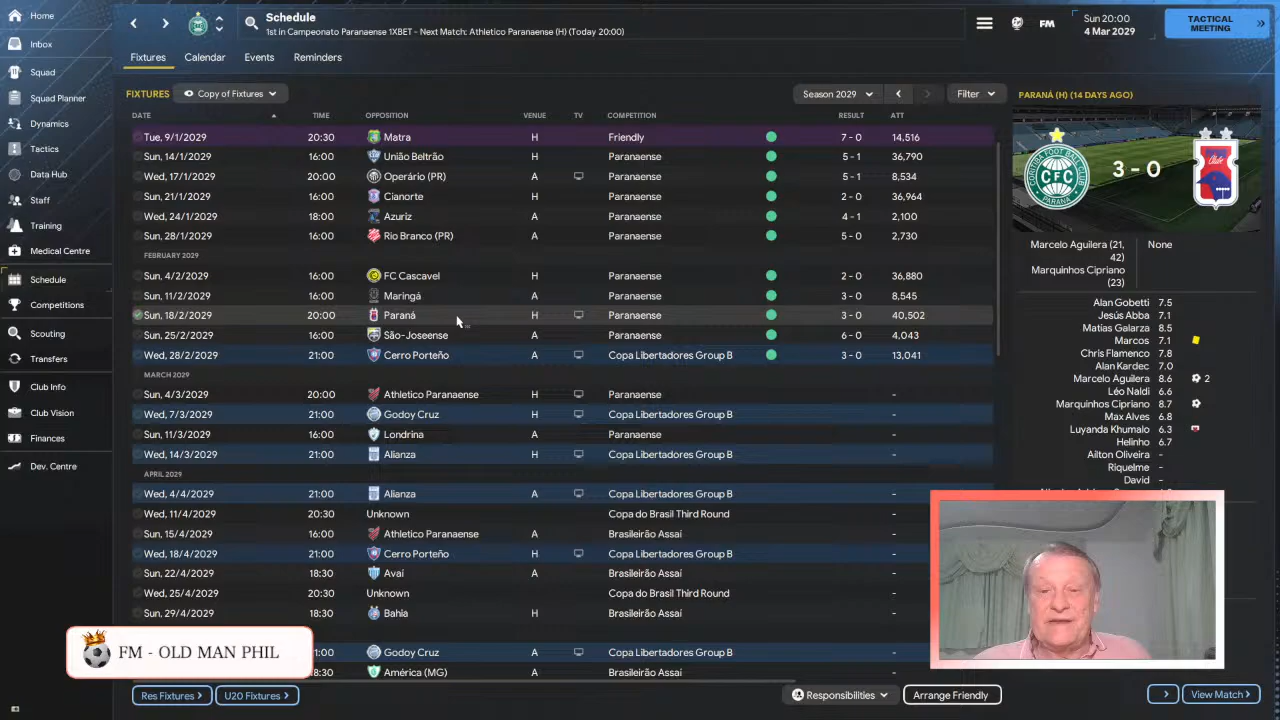 Home
Inbox
Squad
Squad Planner
Dynamics
Tactics
Data Hub
Staff
Training
Medical Centre
Schedule
Competitions
Scouting
Transfers
Club Info
Club Vision
Finances
Dev. Centre
Schedule
1st in Campeonato Paranaense 1XBET - Next Match: Athletico Paranaense (H) (Today 20:00)
FM
Sun 20:00
4 Mar 2029
TACTICAL MEETING
Fixtures Calendar Events Reminders
FIXTURES Copy of Fixtures Season 2029 Filter
DATE TIME OPPOSITION VENUE TV COMPETITION RESULT ATT
Tue, 9/1/2029 20:30 Matra H Friendly 7 - 0 14,516
Sun, 14/1/2029 16:00 União Beltrão H Paranaense 5 - 1 36,790
Wed, 17/1/2029 20:00 Operário (PR) A Paranaense 5 - 1 8,534
Sun, 21/1/2029 16:00 Cianorte H Paranaense 2 - 0 36,964
Wed, 24/1/2029 18:00 Azuriz A Paranaense 4 - 1 2,100
Sun, 28/1/2029 16:00 Rio Branco (PR) A Paranaense 5 - 0 2,730
FEBRUARY 2029
Sun, 4/2/2029 16:00 FC Cascavel H Paranaense 2 - 0 36,880
Sun, 11/2/2029 16:00 Maringá A Paranaense 3 - 0 8,545
Sun, 18/2/2029 20:00 Paraná H Paranaense 3 - 0 40,502
Sun, 25/2/2029 16:00 São-Joseense A Paranaense 6 - 0 4,043
Wed, 28/2/2029 21:00 Cerro Porteño A Copa Libertadores Group B 3 - 0 13,041
MARCH 2029
Sun, 4/3/2029 20:00 Athletico Paranaense H Paranaense -
Wed, 7/3/2029 21:00 Godoy Cruz H Copa Libertadores Group B -
Sun, 11/3/2029 16:00 Londrina A Paranaense -
Wed, 14/3/2029 21:00 Alianza H Copa Libertadores Group B -
APRIL 2029
Wed, 4/4/2029 21:00 Alianza A Copa Libertadores Group B -
Wed, 11/4/2029 20:30 Unknown Copa do Brasil Third Round -
Sun, 15/4/2029 Athletico Paranaense A Brasileirão Assaí -
Wed, 18/4/2029 21:00 Cerro Porteño H Copa Libertadores Group B -
Sun, 22/4/2029 18:30 Avaí A Brasileirão Assaí -
Wed, 25/4/2029 20:30 Unknown Copa do Brasil Third Round -
Sun, 29/4/2029 18:30 Bahia H Brasileirão Assaí -
1:00 Godoy Cruz A Copa Libertadores Group B -
8:30 América (MG) A Brasileirão Assaí -
Res Fixtures U20 Fixtures Responsibilities Arrange Friendly View Match
PARANÁ (H) (14 DAYS AGO)
CORITIBA FOOT BALL CLUB
CFC
PARANÁ
3 - 0
Marcelo Aguilera (21, None
42)
Marquinhos Cipriano
(23)
Alan Gobetti 7.5
Jesús Abba 7.1
Matías Galarza 8.5
Marcos 7.1
Chris Flamenco 7.8
Alan Kardec 7.0
Marcelo Aguilera 8.6 2
Léo Naldi 6.6
Marquinhos Cipriano 8.7
Max Alves 6.8
Luyanda Khumalo 6.3
Helinho 6.7
Aílton Oliveira -
Riquelme -
David -
FM - OLD MAN PHIL